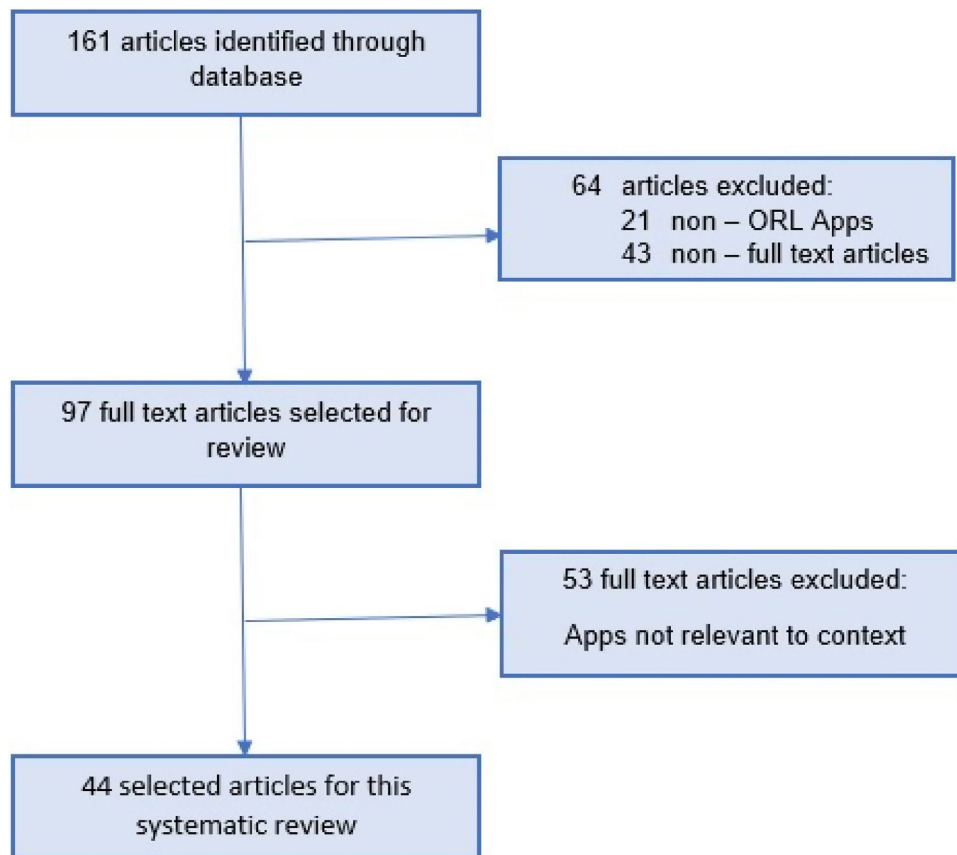 161 articles identified through
database
64 articles excluded:
21 non – ORL Apps
43 non – full text articles
97 full text articles selected for
review
53 full text articles excluded:
Apps not relevant to context
44 selected articles for this
systematic review